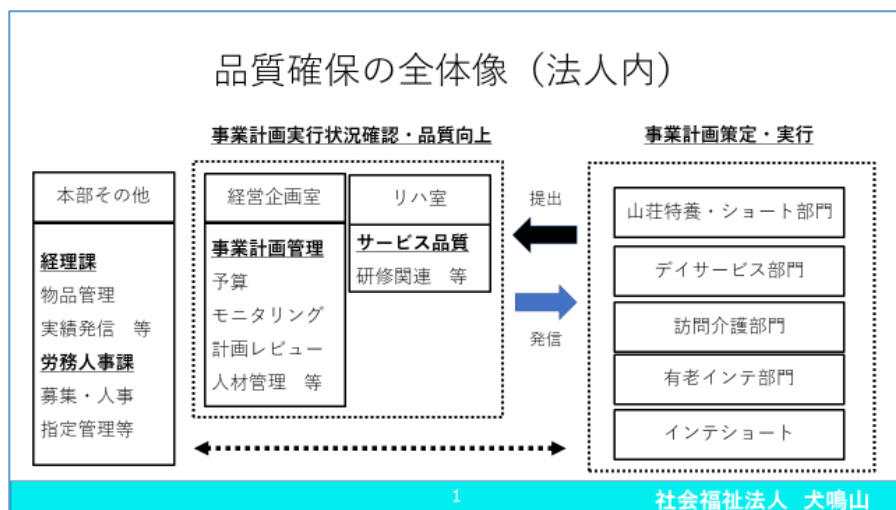 品質確保の全体像（法人内）
事業計画実行状況確認・品質向上
事業計画策定・実行
本部その他
経理課
物品管理
実績発信　等
労務人事課
募集・人事
指定管理等
経営企画室
事業計画管理
予算
モニタリング
計画レビュー
人材管理　等
リハ室
サービス品質
研修関連　等
提出
発信
山荘特養・ショート部門
デイサービス部門
訪問介護部門
有老インテ部門
インテショート
1
社会福祉法人　犬鳴山